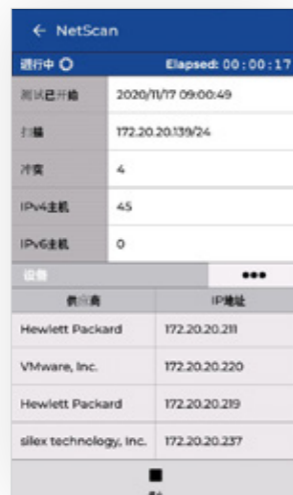 ← NetScan
进行中 Elapsed: 00:00:17
测试已开始 2020/11/17 09:00:49
扫描 172.20.20.139/24
冲突 4
IPv4主机 45
IPv6主机 0
设备 •••
供应商 IP地址
Hewlett Packard 172.20.20.211
VMware, Inc. 172.20.20.220
Hewlett Packard 172.20.20.219
silex technology, Inc. 172.20.20.237